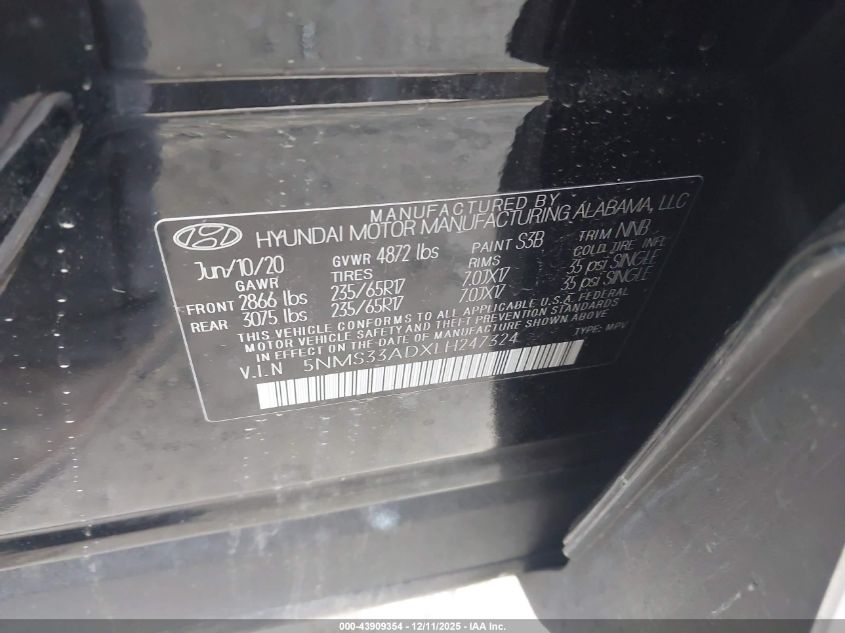 MANUFACTURED BY
HYUNDAI MOTOR MANUFACTURING ALABAMA, LLC
Jun/10/20 GVWR 4872 lbs PAINT S3B TRIM NNB
GAWR TIRES RIMS COLD TIRE INFL
FRONT 2866 lbs 235/65R17 7.0JX17 35 psi SINGLE
REAR 3075 lbs 235/65R17 7.0JX17 35 psi SINGLE
THIS VEHICLE CONFORMS TO ALL APPLICABLE U.S.A. FEDERAL
MOTOR VEHICLE SAFETY AND THEFT PREVENTION STANDARDS
IN EFFECT ON THE DATE OF MANUFACTURE SHOWN ABOVE
V.I.N 5NMS33ADXLH247324 TYPE: MPV
000-43909354 - 12/11/2025 - IAA Inc.